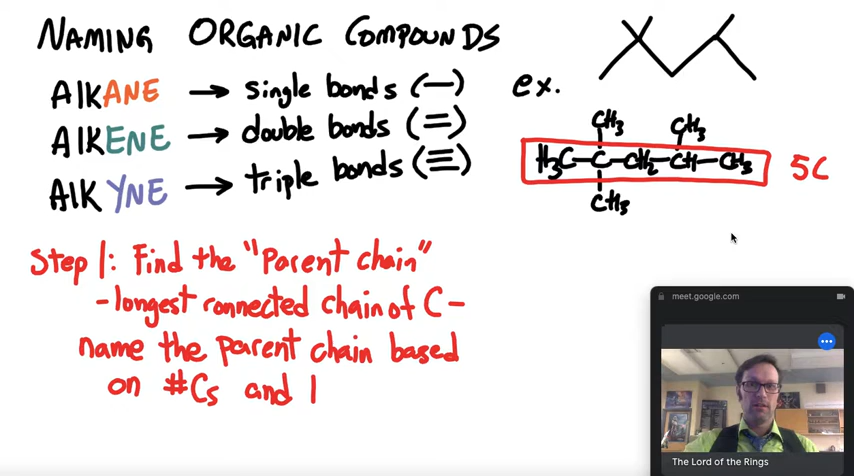 NAMING ORGANIC COMPOUNDS
AlkANE → single bonds (—)
AlkENE → double bonds (=)
AlkYNE → triple bonds (≡)
ex.
CH₃ CH₃
H₃C—C—CH₂—CH—CH₃
5C
CH₃
Step 1: Find the "Parent chain"
-longest connected chain of C-
name the parent chain based
on #Cs and l
meet.google.com
The Lord of the Rings